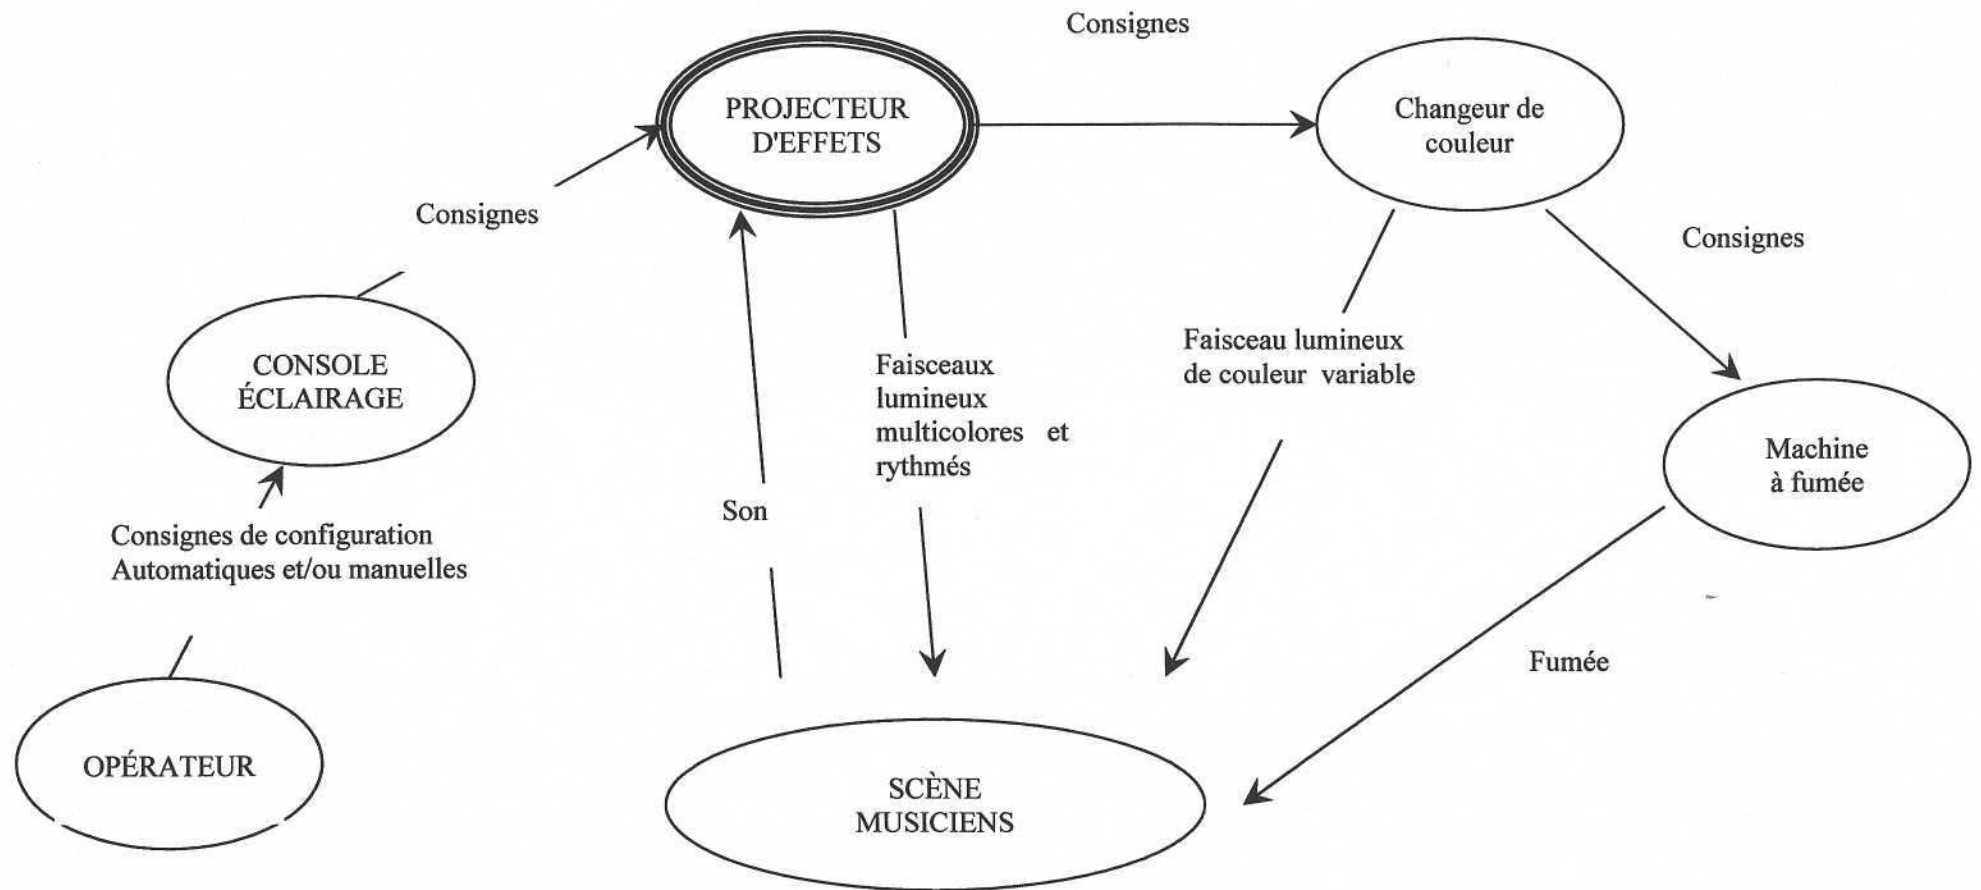 Consignes
PROJECTEUR
D'EFFETS
Changeur de
couleur
Consignes
Consignes
Faisceau lumineux
de couleur variable
CONSOLE
ÉCLAIRAGE
Faisceaux
lumineux
multicolores et
rythmés
Machine
à fumée
Son
Consignes de configuration
Automatiques et/ou manuelles
Fumée
OPÉRATEUR
SCÈNE
MUSICIENS